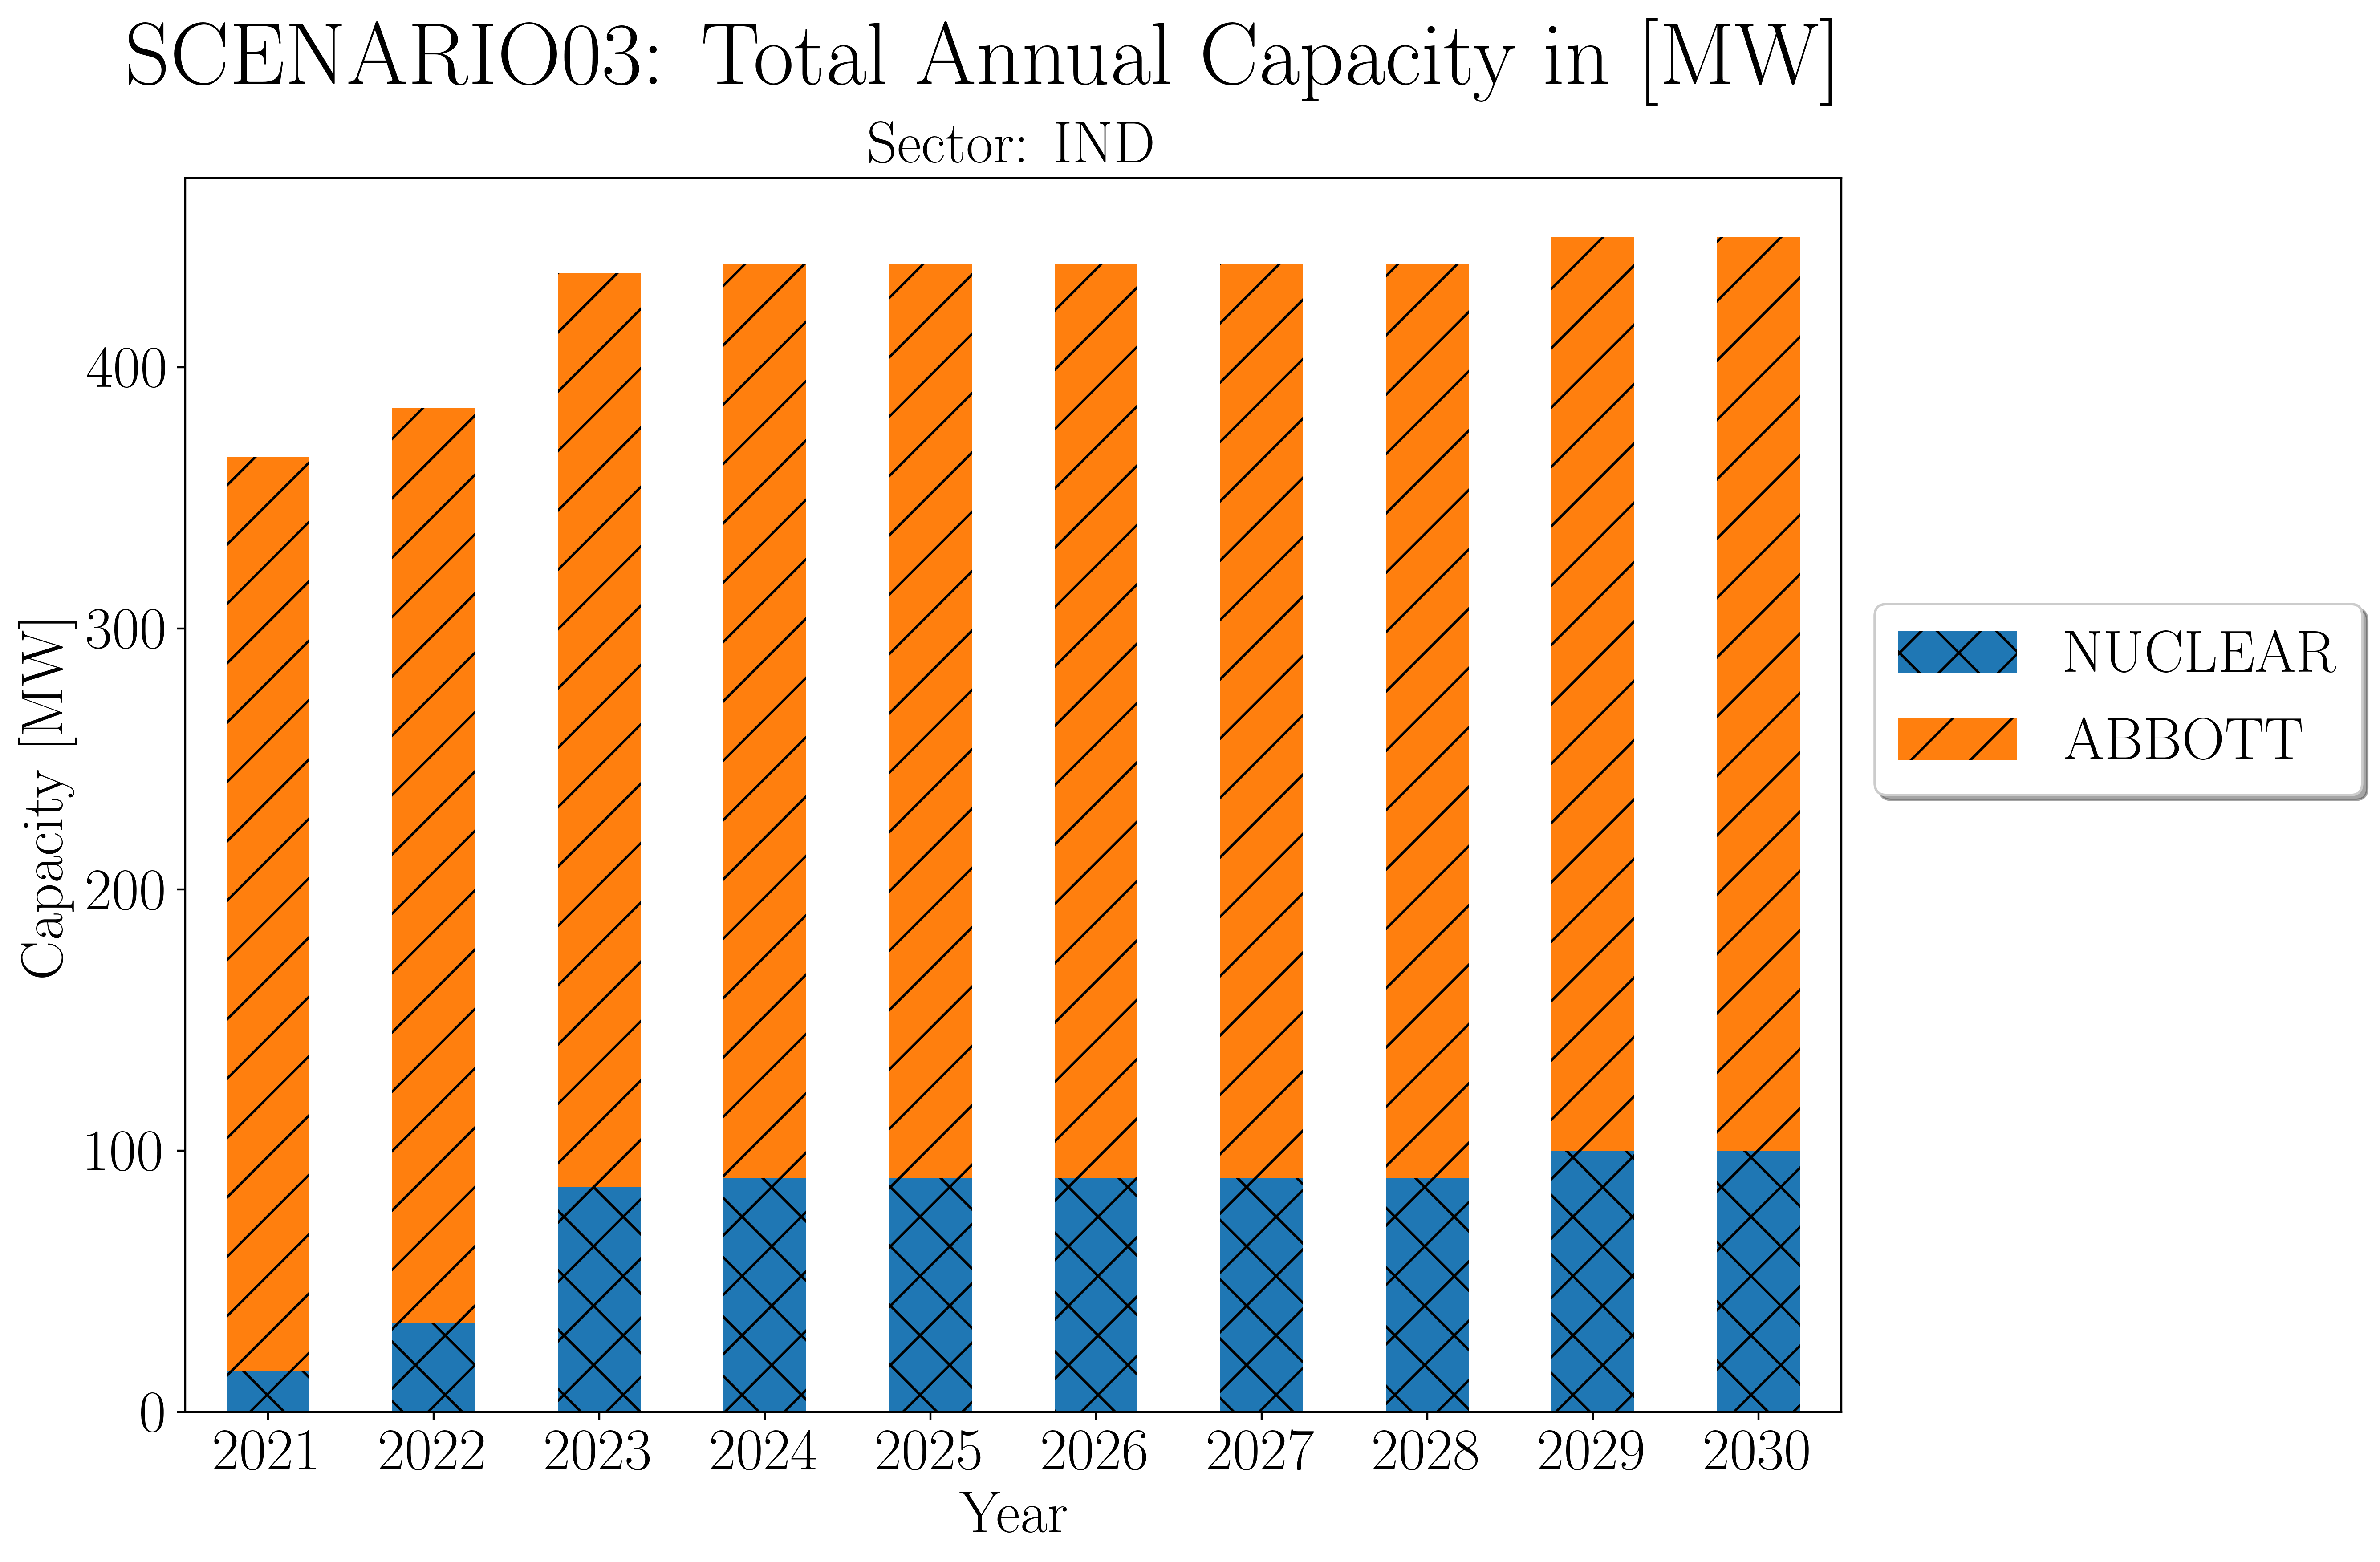 SCENARIO03: Total Annual Capacity in [MW]
Sector: IND
Capacity [MW]
400
300
200
100
0
2021 2022 2023 2024 2025 2026 2027 2028 2029 2030
Year
NUCLEAR
ABBOTT